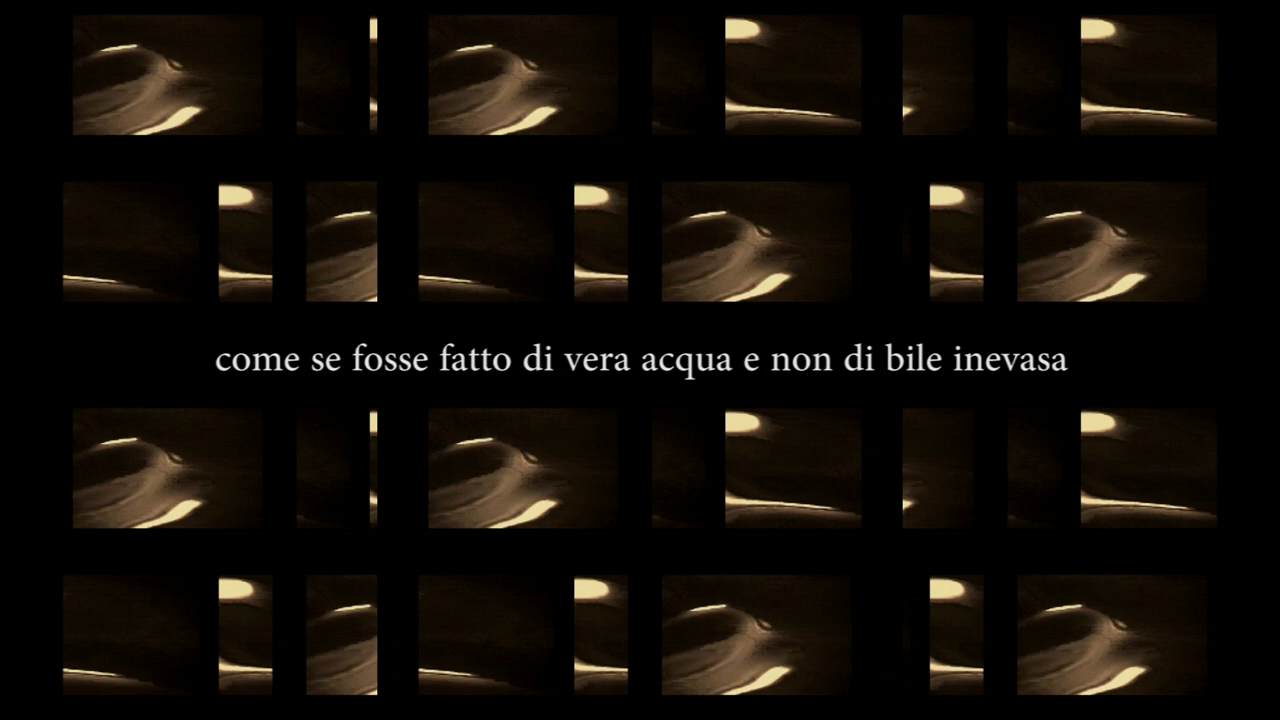 come se fosse fatto di vera acqua e non di bile inevasa